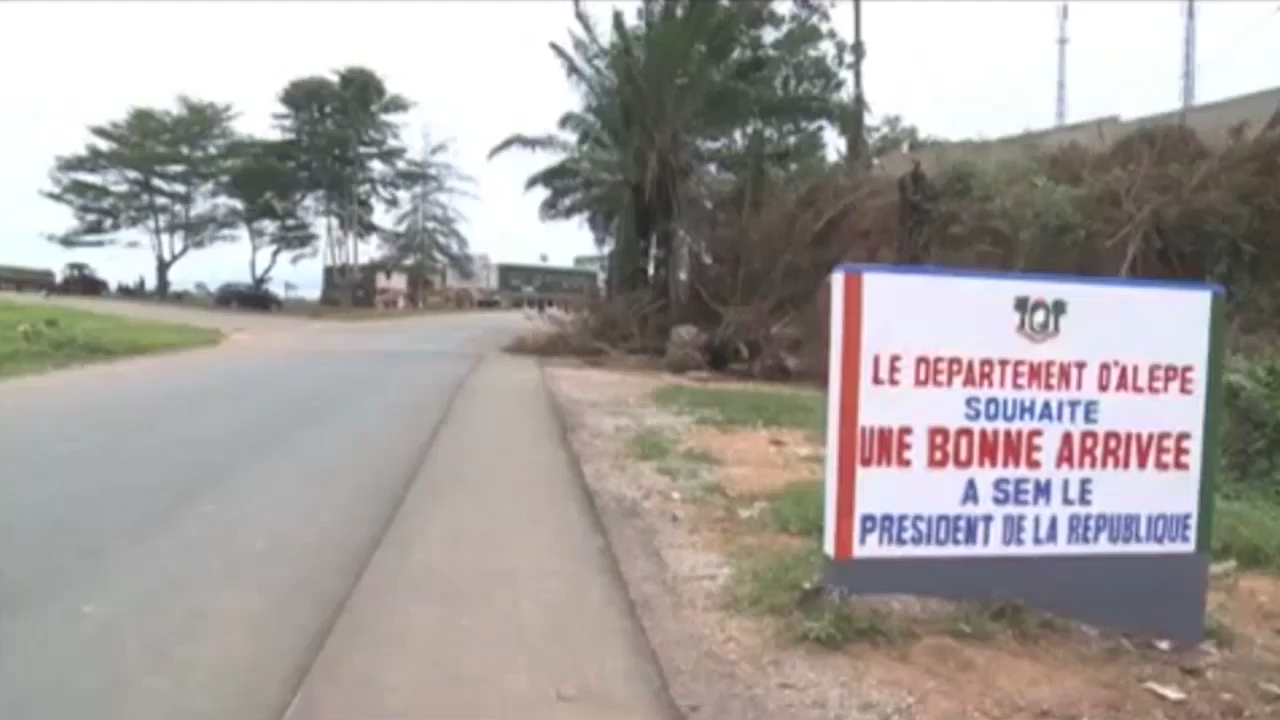 LE DEPARTEMENT D'ALEPE
SOUHAITE
UNE BONNE ARRIVEE
A SEM LE
PRESIDENT DE LA REPUBLIQUE